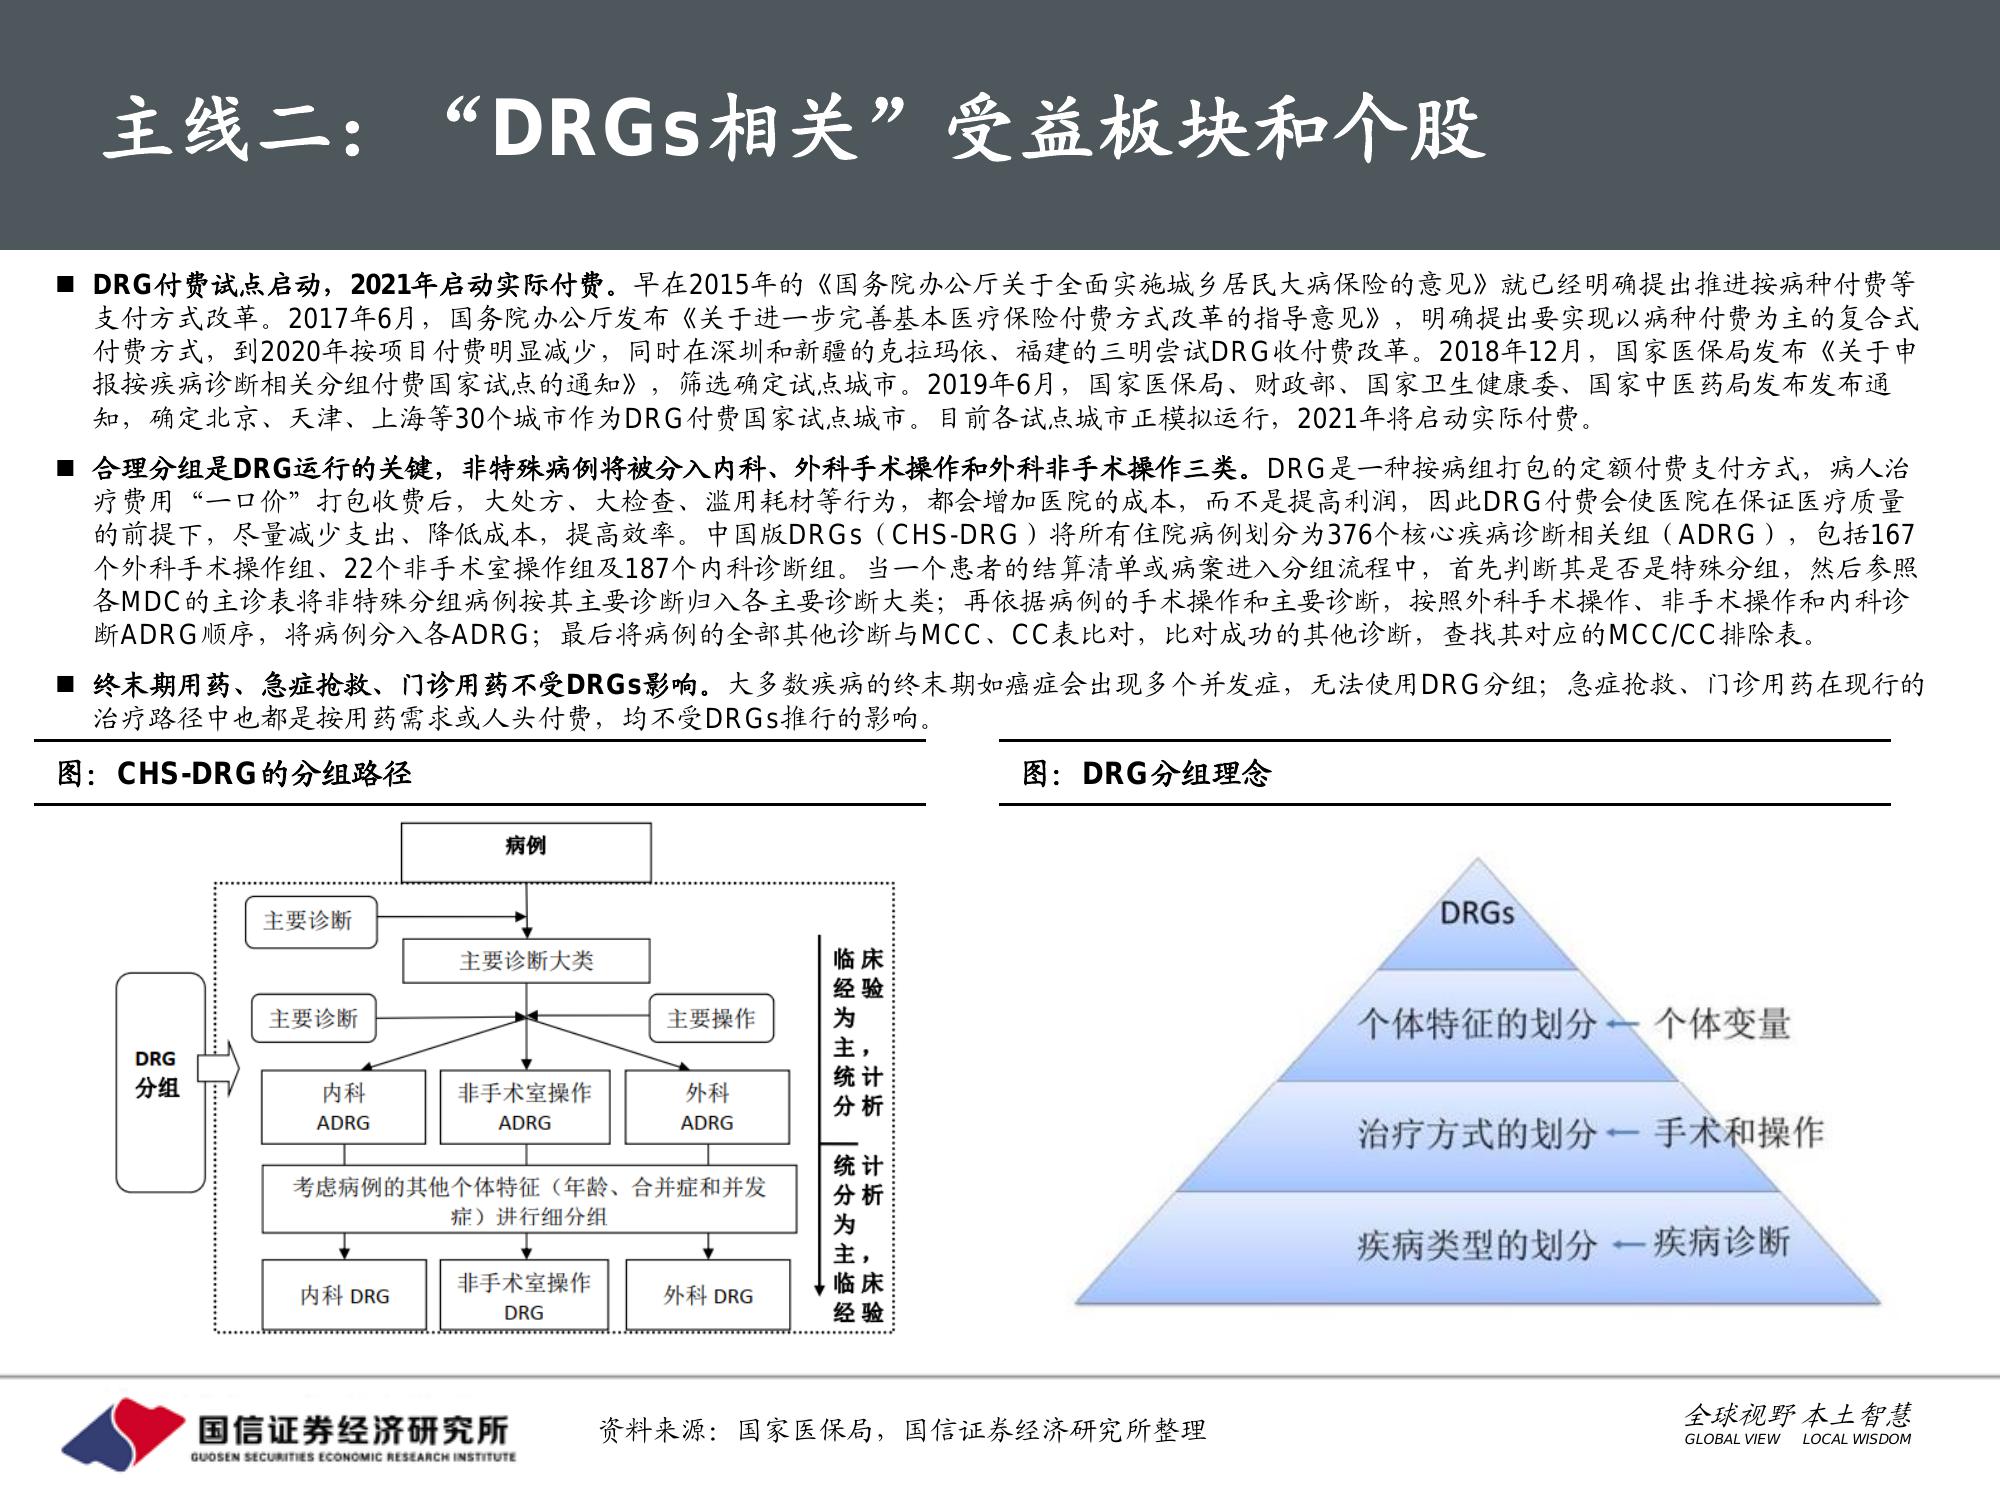 主线二：“DRGs相关”受益板块和个股
■ DRG付费试点启动，2021年启动实际付费。早在2015年的《国务院办公厅关于全面实施城乡居民大病保险的意见》就已经明确提出推进按病种付费等
支付方式改革。2017年6月，国务院办公厅发布《关于进一步完善基本医疗保险付费方式改革的指导意见》，明确提出要实现以病种付费为主的复合式
付费方式，到2020年按项目付费明显减少，同时在深圳和新疆的克拉玛依、福建的三明尝试DRG收付费改革。2018年12月，国家医保局发布《关于申
报按疾病诊断相关分组付费国家试点的通知》，筛选确定试点城市。2019年6月，国家医保局、财政部、国家卫生健康委、国家中医药局发布发布通
知，确定北京、天津、上海等30个城市作为DRG付费国家试点城市。目前各试点城市正模拟运行，2021年将启动实际付费。
■ 合理分组是DRG运行的关键，非特殊病例将被分入内科、外科手术操作和外科非手术操作三类。DRG是一种按病组打包的定额付费支付方式，病人治
疗费用“一口价”打包收费后，大处方、大检查、滥用耗材等行为，都会增加医院的成本，而不是提高利润，因此DRG付费会使医院在保证医疗质量
的前提下，尽量减少支出、降低成本，提高效率。中国版DRGs（CHS-DRG）将所有住院病例划分为376个核心疾病诊断相关组（ADRG），包括167
个外科手术操作组、22个非手术室操作组及187个内科诊断组。当一个患者的结算清单或病案进入分组流程中，首先判断其是否是特殊分组，然后参照
各MDC的主诊表将非特殊分组病例按其主要诊断归入各主要诊断大类；再依据病例的手术操作和主要诊断，按照外科手术操作、非手术操作和内科诊
断ADRG顺序，将病例分入各ADRG；最后将病例的全部其他诊断与MCC、CC表比对，比对成功的其他诊断，查找其对应的MCC/CC排除表。
■ 终末期用药、急症抢救、门诊用药不受DRGs影响。大多数疾病的终末期如癌症会出现多个并发症，无法使用DRG分组；急症抢救、门诊用药在现行的
治疗路径中也都是按用药需求或人头付费，均不受DRGs推行的影响。
图：CHS-DRG的分组路径
病例
主要诊断
主要诊断大类
主要诊断
主要操作
DRG
分组
内科
ADRG
非手术室操作
ADRG
外科
ADRG
考虑病例的其他个体特征（年龄、合并症和并发
症）进行细分组
内科 DRG
非手术室操作
DRG
外科 DRG
临床
经验
为
主，
统计
分析
统计
分析
为
主，
临床
经验
图：DRG分组理念
DRGs
个体特征的划分 ← 个体变量
治疗方式的划分 ← 手术和操作
疾病类型的划分 ← 疾病诊断
国信证券经济研究所
GUOSEN SECURITIES ECONOMIC RESEARCH INSTITUTE
资料来源：国家医保局，国信证券经济研究所整理
全球视野 本土智慧
GLOBAL VIEW LOCAL WISDOM